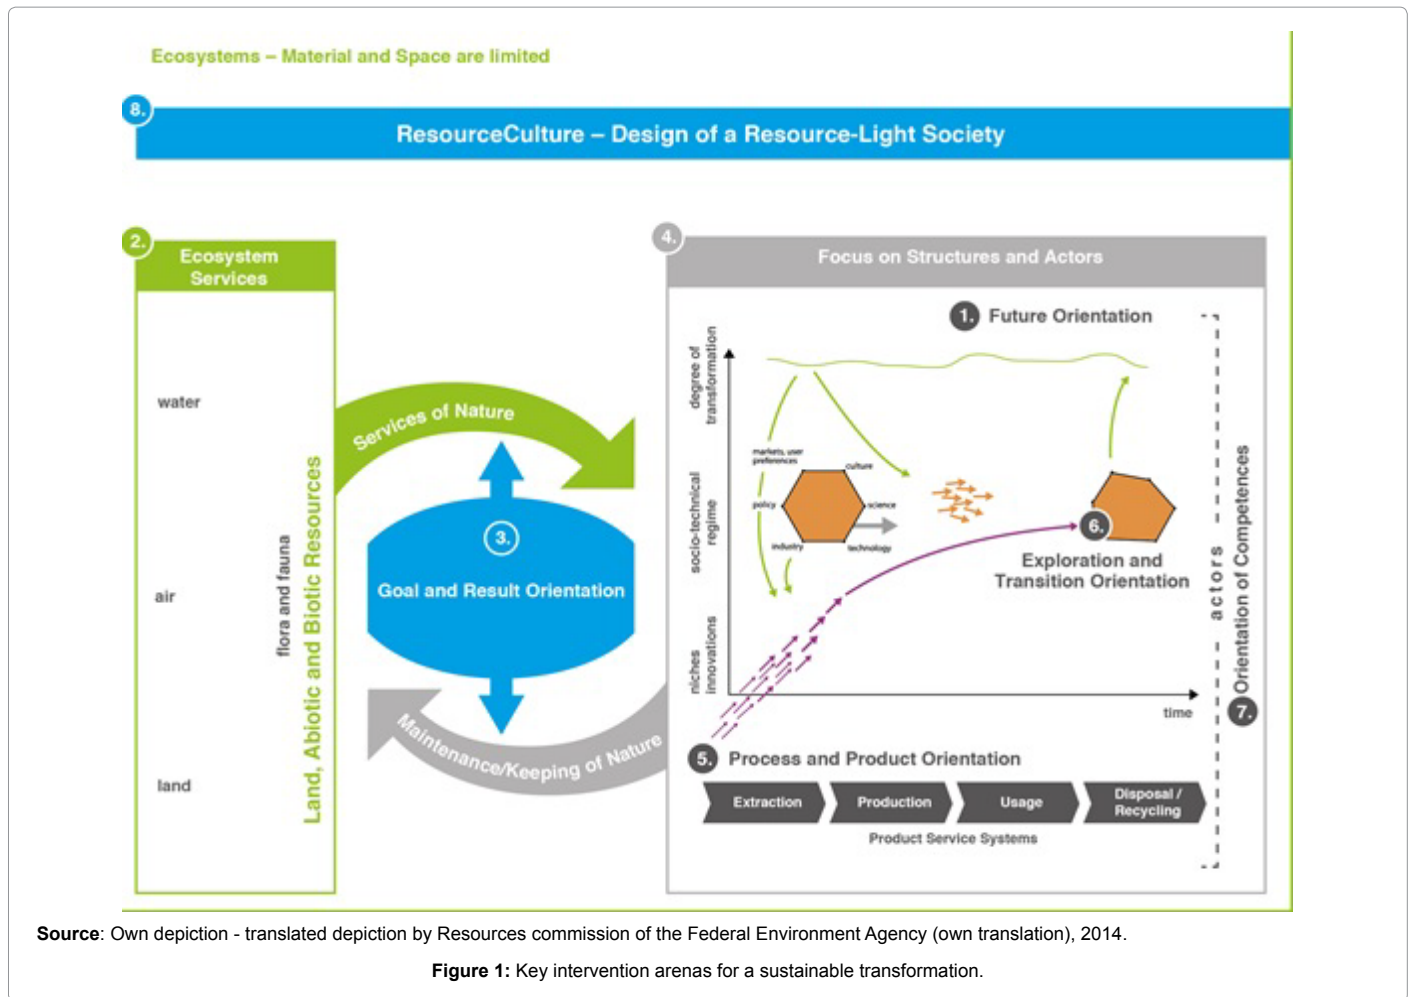 Ecosystems – Material and Space are limited
8.
ResourceCulture – Design of a Resource-Light Society
2.
Ecosystem
Services
water
air
land
flora and fauna
Land, Abiotic and Biotic Resources
Services of Nature
3.
Goal and Result Orientation
Maintenance/Keeping of Nature
4.
Focus on Structures and Actors
1. Future Orientation
degree of
transformation
socio-technical
regime
niches
innovations
markets, user
preferences
culture
policy
science
industry
technology
6.
Exploration and
Transition Orientation
time
actors
7. Orientation of Competences
5. Process and Product Orientation
Extraction
Production
Usage
Disposal /
Recycling
Product Service Systems
Source: Own depiction - translated depiction by Resources commission of the Federal Environment Agency (own translation), 2014.
Figure 1: Key intervention arenas for a sustainable transformation.